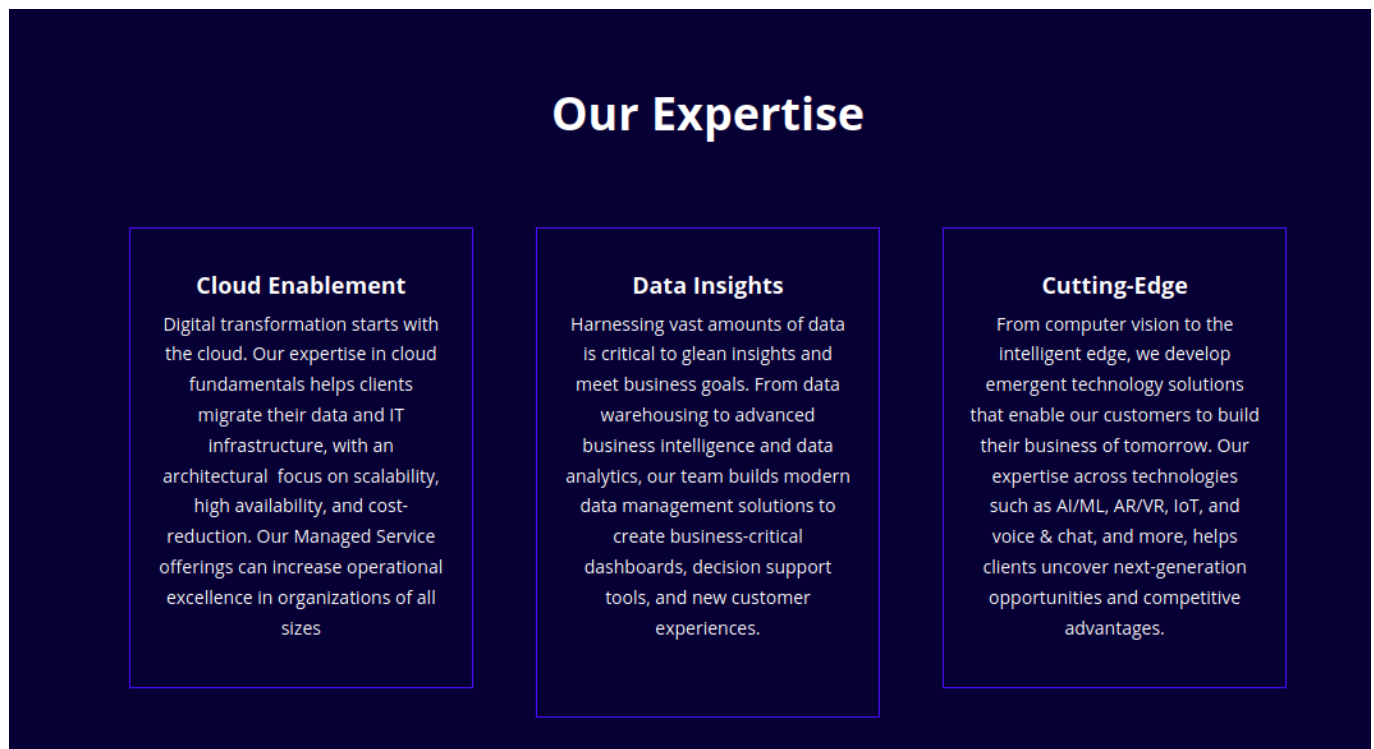 Our Expertise
Cloud Enablement
Digital transformation starts with
the cloud. Our expertise in cloud
fundamentals helps clients
migrate their data and IT
infrastructure, with an
architectural  focus on scalability,
high availability, and cost-
reduction. Our Managed Service
offerings can increase operational
excellence in organizations of all
sizes
Data Insights
Harnessing vast amounts of data
is critical to glean insights and
meet business goals. From data
warehousing to advanced
business intelligence and data
analytics, our team builds modern
data management solutions to
create business-critical
dashboards, decision support
tools, and new customer
experiences.
Cutting-Edge
From computer vision to the
intelligent edge, we develop
emergent technology solutions
that enable our customers to build
their business of tomorrow. Our
expertise across technologies
such as AI/ML, AR/VR, IoT, and
voice & chat, and more, helps
clients uncover next-generation
opportunities and competitive
advantages.